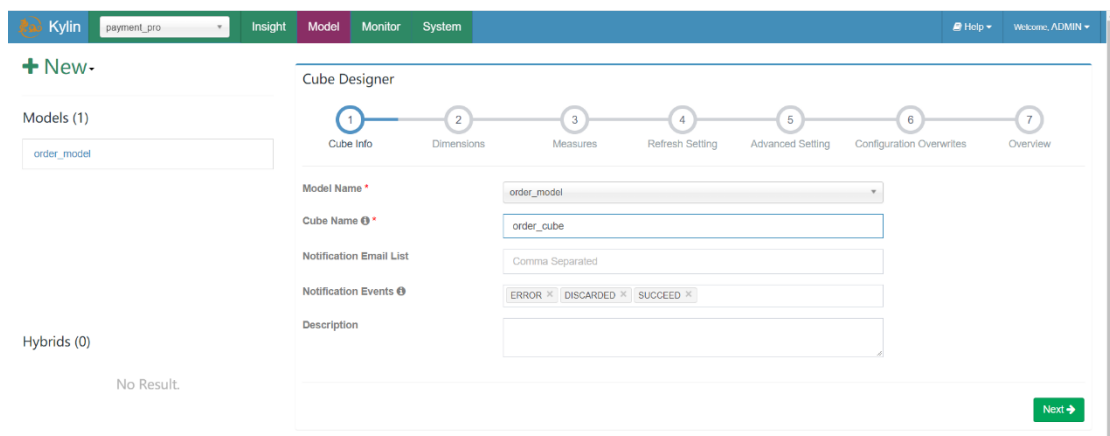 Kylin payment_pro Insight Model Monitor System Help Welcome, ADMIN
New
Models (1)
order_model
Hybrids (0)
No Result.
Cube Designer
1 2 3 4 5 6 7
Cube Info Dimensions Measures Refresh Setting Advanced Setting Configuration Overwrites Overview
Model Name * order_model
Cube Name * order_cube
Notification Email List Comma Separated
Notification Events ERROR × DISCARDED × SUCCEED ×
Description
Next